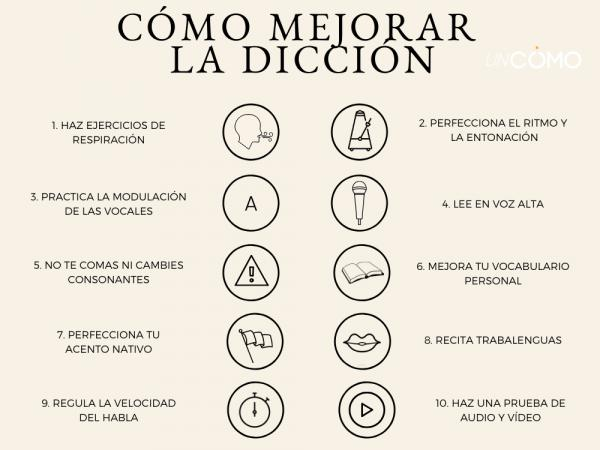 CÓMO MEJORAR
LA DICCIÓN
UNCOMO
1. HAZ EJERCICIOS DE
RESPIRACIÓN
2. PERFECCIONA EL RITMO Y
LA ENTONACIÓN
3. PRACTICA LA MODULACIÓN
DE LAS VOCALES
A
4. LEE EN VOZ ALTA
5. NO TE COMAS NI CAMBIES
CONSONANTES
6. MEJORA TU VOCABULARIO
PERSONAL
7. PERFECCIONA TU
ACENTO NATIVO
8. RECITA TRABALENGUAS
9. REGULA LA VELOCIDAD
DEL HABLA
10. HAZ UNA PRUEBA DE
AUDIO Y VÍDEO